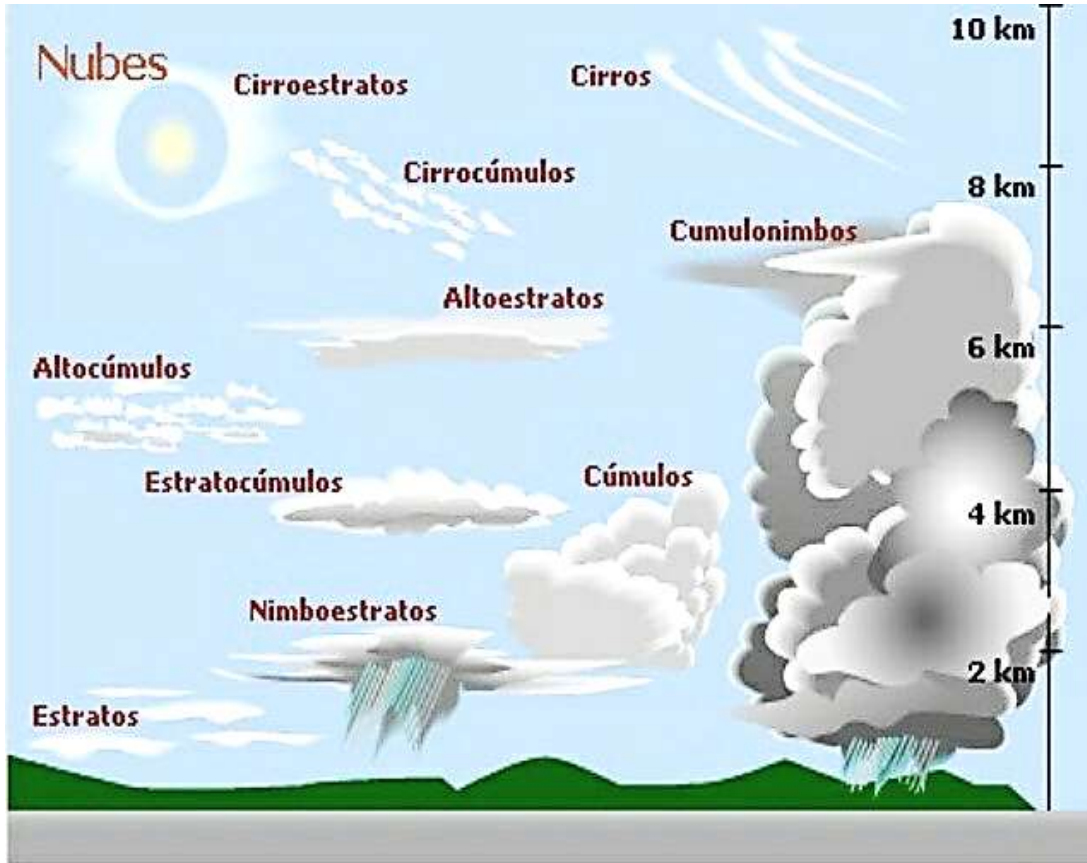 Nubes
Cirroestratos
Cirros
10 km
Cirrocúmulos
8 km
Cumulonimbos
Altoestratos
6 km
Altocúmulos
Estratocúmulos
Cúmulos
4 km
Nimboestratos
2 km
Estratos